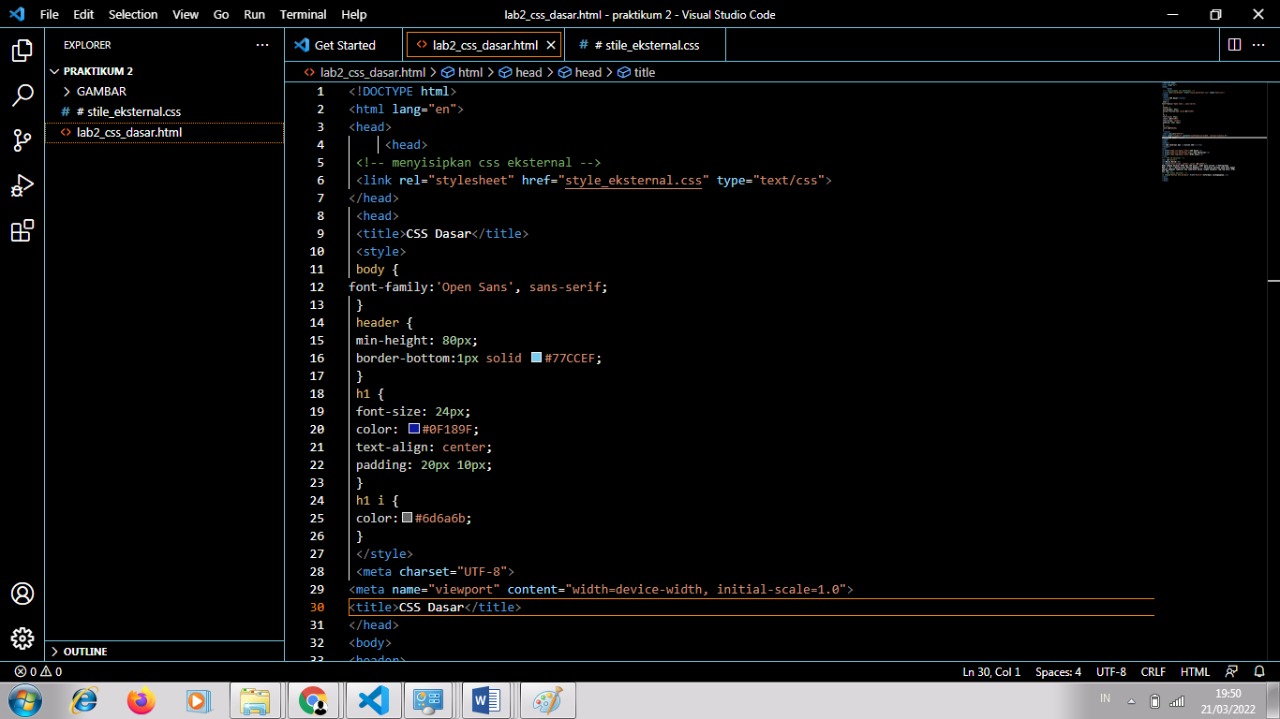 File Edit Selection View Go Run Terminal Help
lab2_css_dasar.html - praktikum 2 - Visual Studio Code
EXPLORER
PRAKTIKUM 2
GAMBAR
# # stile_eksternal.css
<> lab2_css_dasar.html
OUTLINE
Get Started
<> lab2_css_dasar.html
# # stile_eksternal.css
<> lab2_css_dasar.html > html > head > head > title
1 <!DOCTYPE html>
2 <html lang="en">
3 <head>
4 <head>
5 <!-- menyisipkan css eksternal -->
6 <link rel="stylesheet" href="style_eksternal.css" type="text/css">
7 </head>
8 <head>
9 <title>CSS Dasar</title>
10 <style>
11 body {
12 font-family:'Open Sans', sans-serif;
13 }
14 header {
15 min-height: 80px;
16 border-bottom:1px solid #77CCEF;
17 }
18 h1 {
19 font-size: 24px;
20 color: #0F189F;
21 text-align: center;
22 padding: 20px 10px;
23 }
24 h1 i {
25 color:#6d6a6b;
26 }
27 </style>
28 <meta charset="UTF-8">
29 <meta name="viewport" content="width=device-width, initial-scale=1.0">
30 <title>CSS Dasar</title>
31 </head>
32 <body>
33 <header>
0 0
Ln 30, Col 1 Spaces: 4 UTF-8 CRLF HTML
IN
19:50
21/03/2022